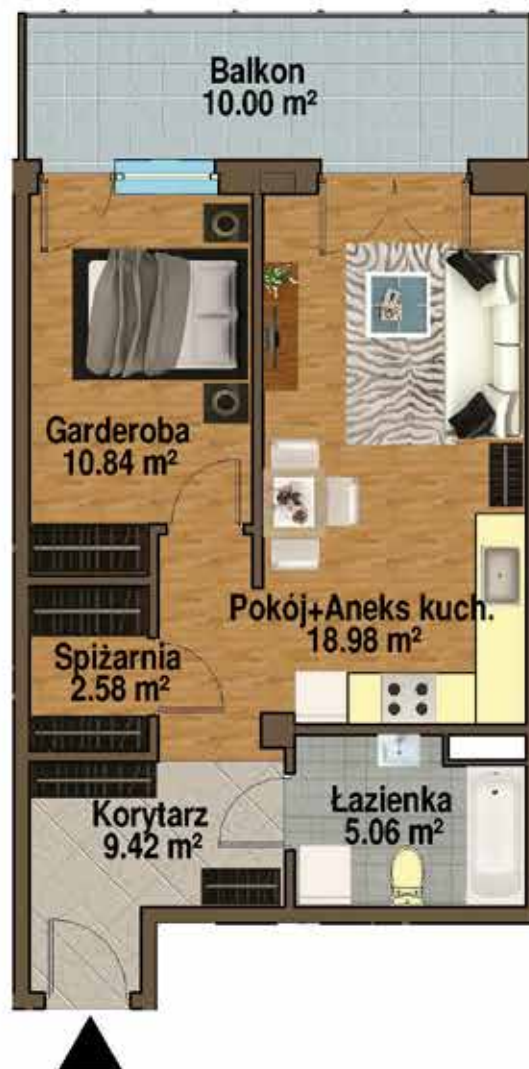 Balkon
10.00 m²
Garderoba
10.84 m²
Pokój+Aneks kuch.
18.98 m²
Spiżarnia
2.58 m²
Korytarz
9.42 m²
Łazienka
5.06 m²